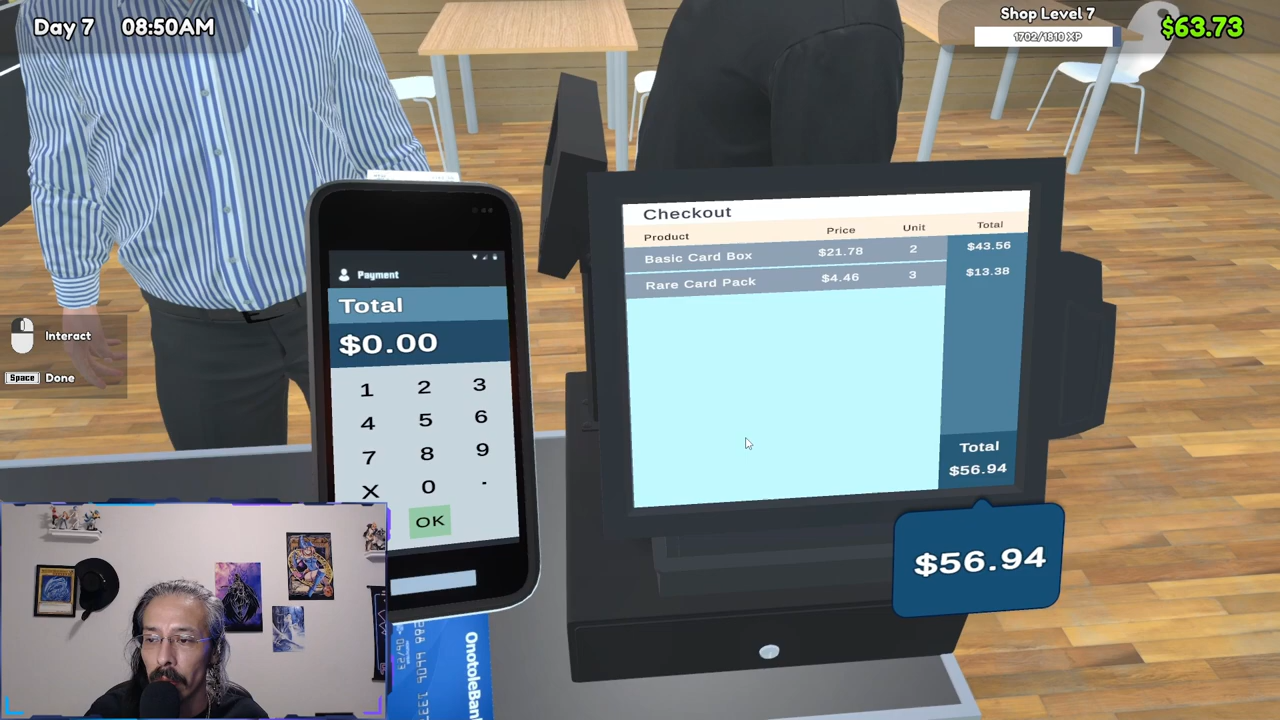 Day 7 08:50AM
Shop Level 7
1702/1810 XP
$63.73
Interact
Space Done
Payment
Total
$0.00
1 2 3
4 5 6
7 8 9
X 0 .
OK
Checkout
Product Price Unit Total
Basic Card Box $21.78 2 $43.56
Rare Card Pack $4.46 3 $13.38
Total
$56.94
$56.94
OnotoleBank